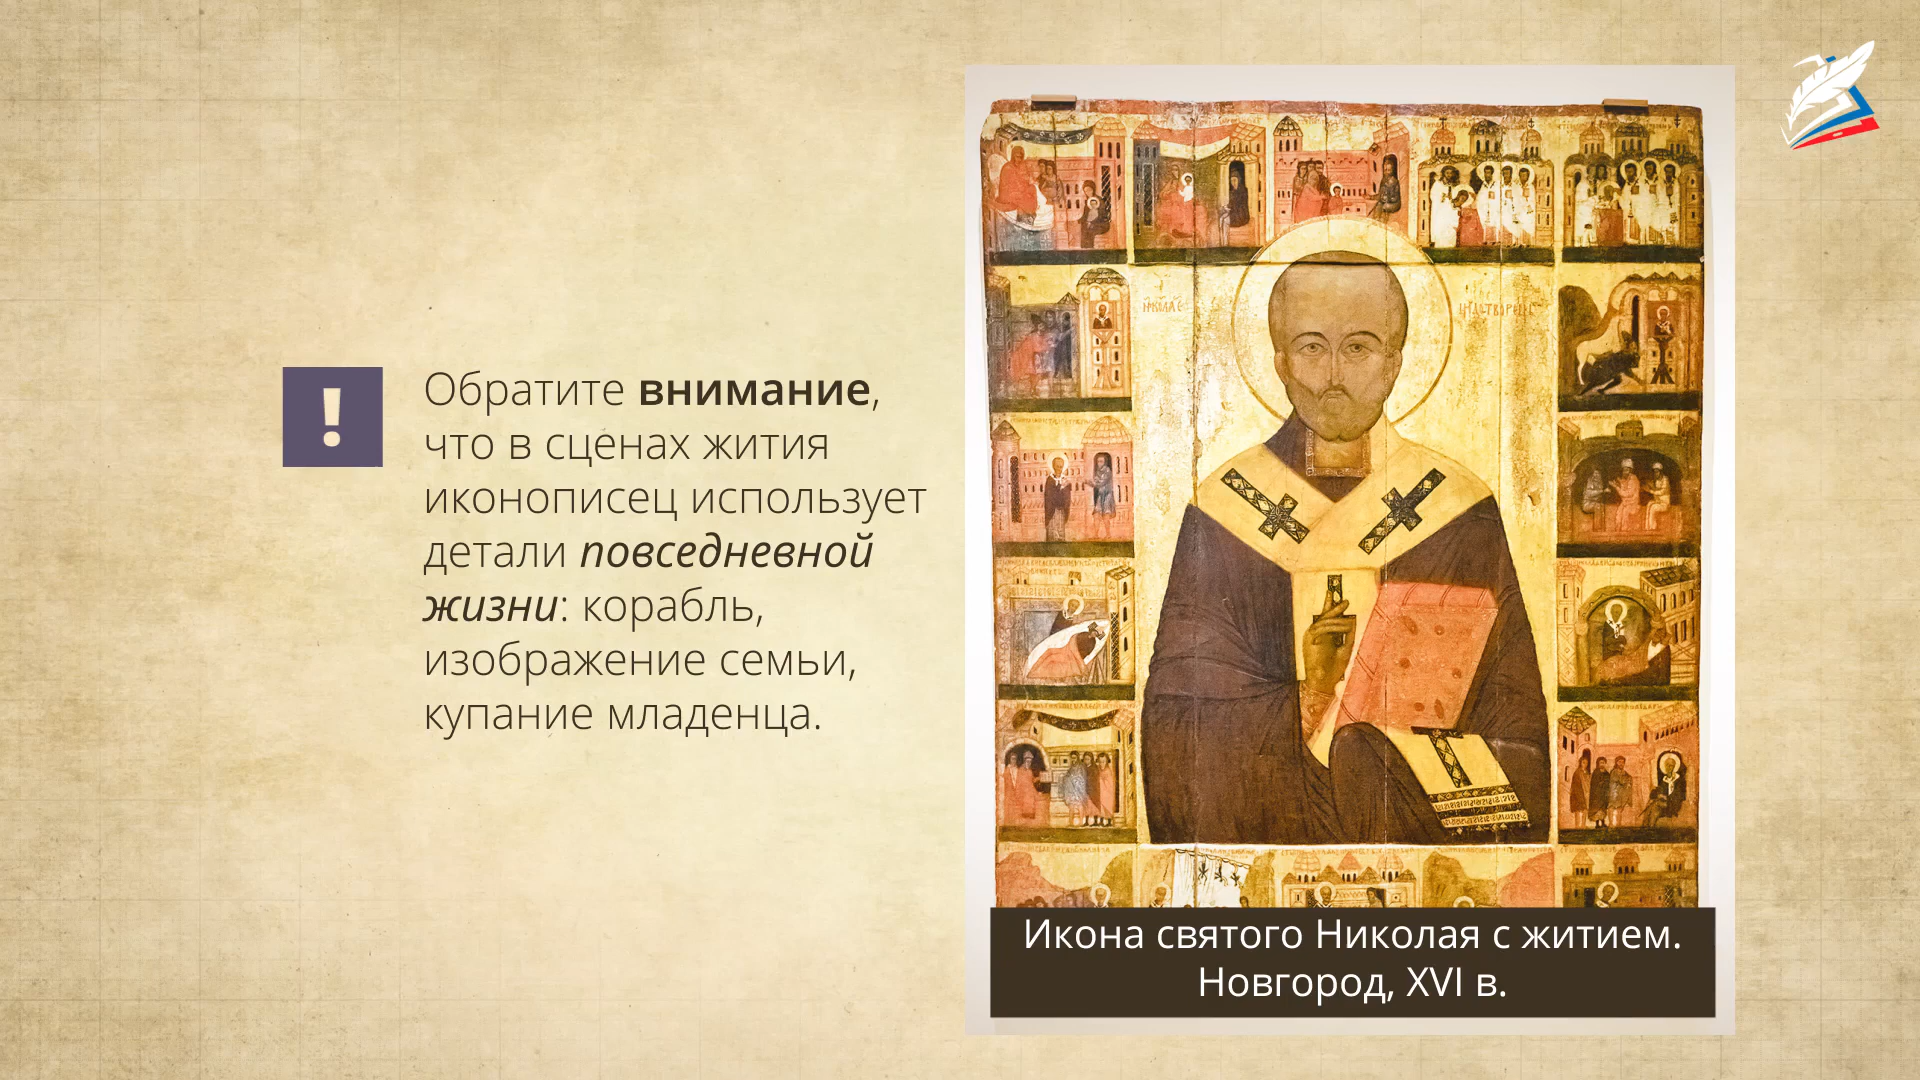 !
Обратите внимание,
что в сценах жития
иконописец использует
детали повседневной
жизни: корабль,
изображение семьи,
купание младенца.
Икона святого Николая с житием.
Новгород, XVI в.